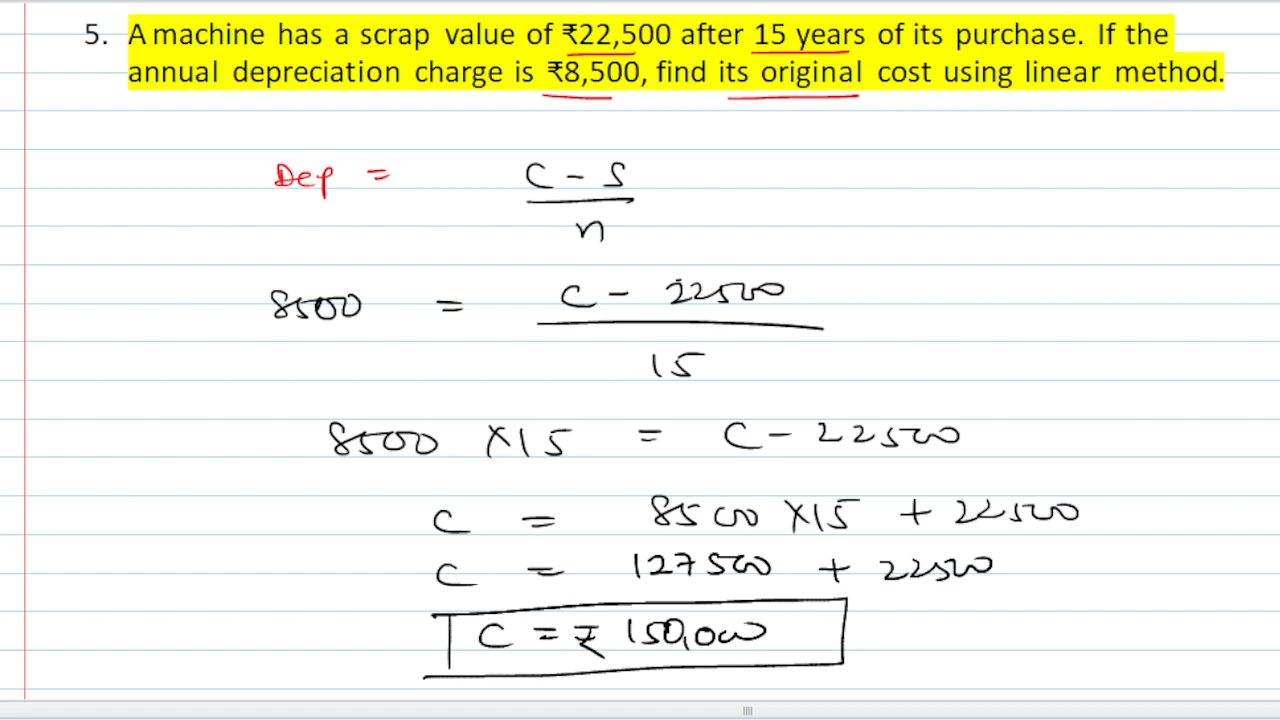 5. A machine has a scrap value of ₹22,500 after 15 years of its purchase. If the
annual depreciation charge is ₹8,500, find its original cost using linear method.
Dep = C - S
n
8500 = C - 22500
15
8500 × 15 = C - 22500
C = 8500 × 15 + 22500
C = 127500 + 22500
C = ₹ 150,000